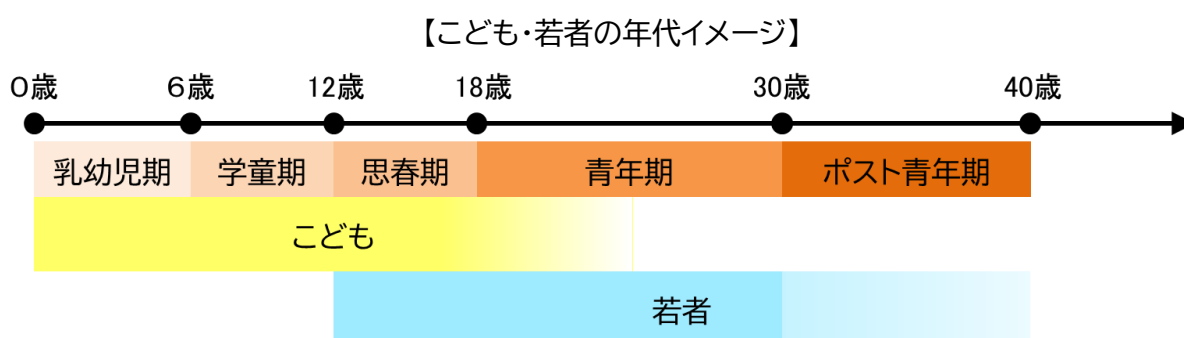 【こども・若者の年代イメージ】
0歳 6歳 12歳 18歳 30歳 40歳
乳幼児期 学童期 思春期 青年期 ポスト青年期
こども
若者